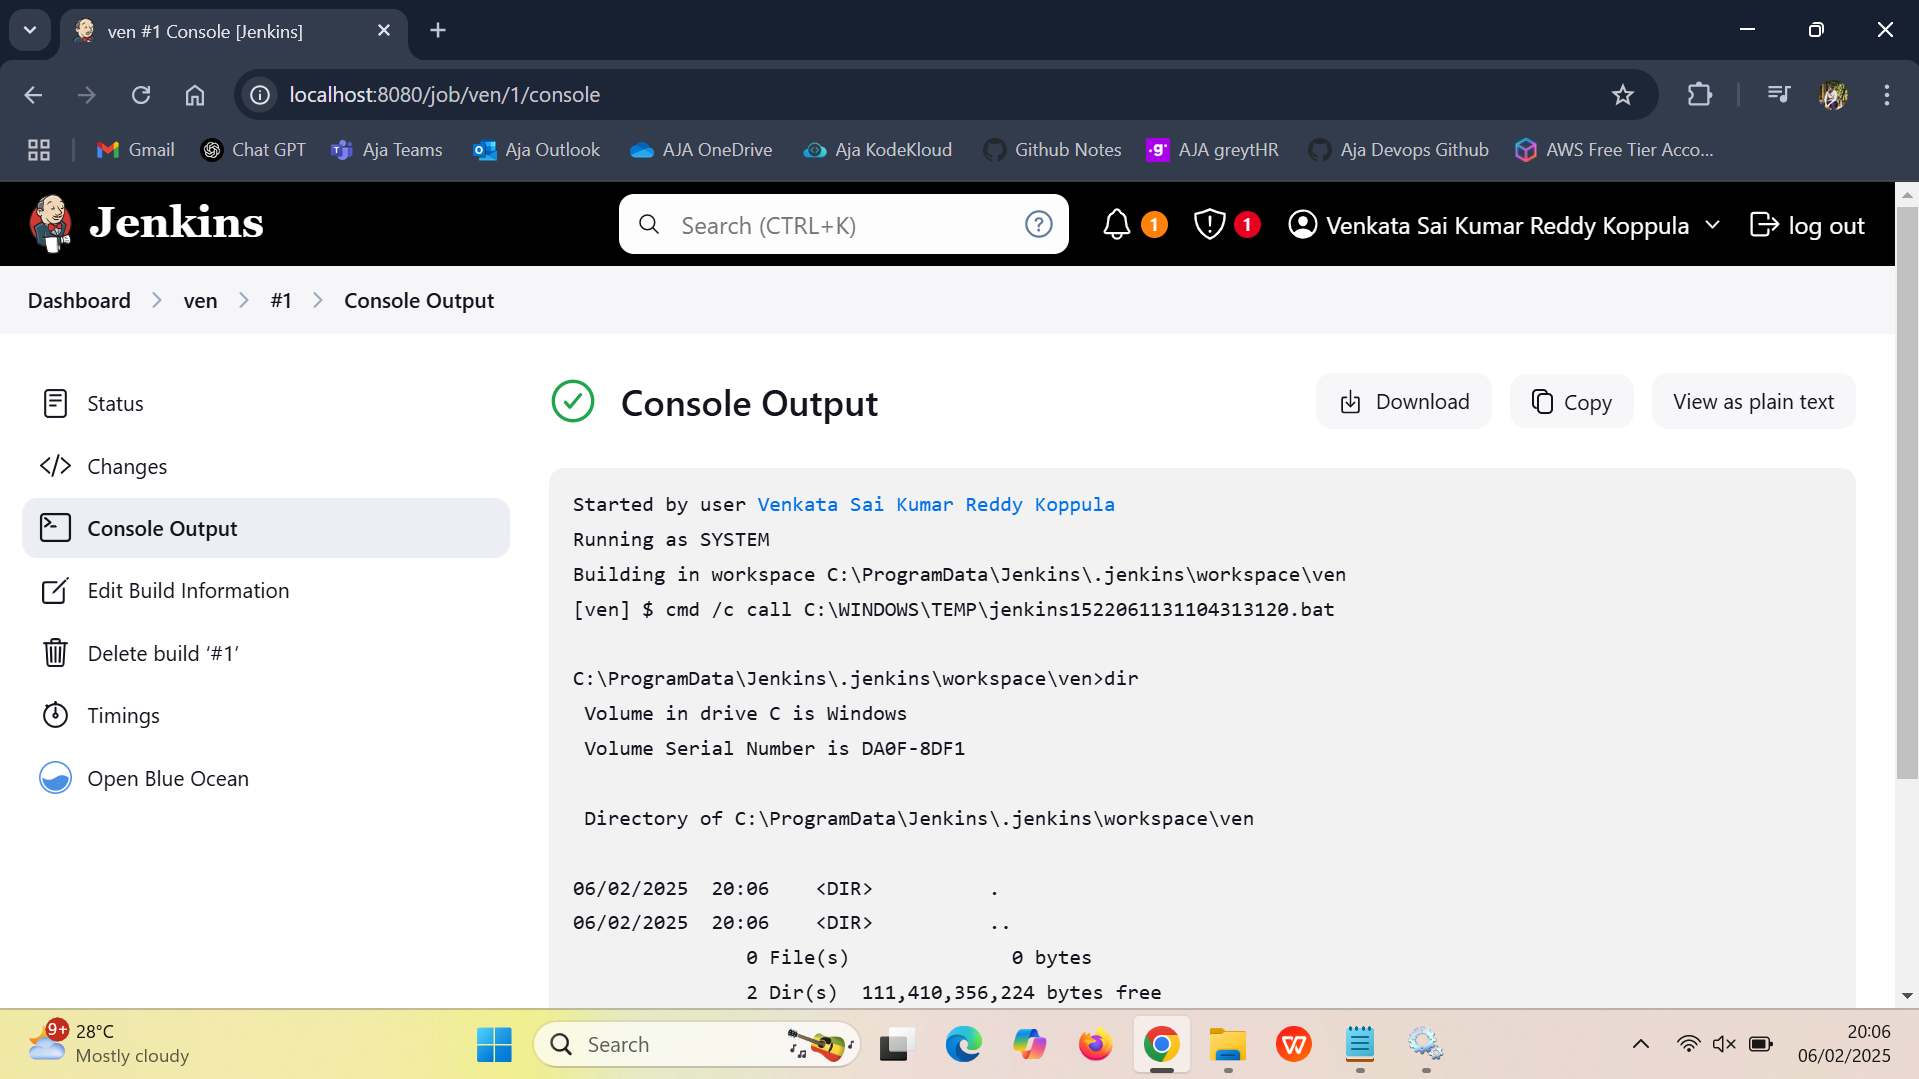 ven #1 Console [Jenkins]
localhost:8080/job/ven/1/console
Gmail
Chat GPT
Aja Teams
Aja Outlook
AJA OneDrive
Aja KodeKloud
Github Notes
AJA greytHR
Aja Devops Github
AWS Free Tier Acco...
Jenkins
Search (CTRL+K)
?
1
1
Venkata Sai Kumar Reddy Koppula
log out
Dashboard
ven
#1
Console Output
Status
Changes
Console Output
Edit Build Information
Delete build ‘#1’
Timings
Open Blue Ocean
Console Output
Download
Copy
View as plain text
Started by user Venkata Sai Kumar Reddy Koppula
Running as SYSTEM
Building in workspace C:\ProgramData\Jenkins\.jenkins\workspace\ven
[ven] $ cmd /c call C:\WINDOWS\TEMP\jenkins1522061131104313120.bat
C:\ProgramData\Jenkins\.jenkins\workspace\ven>dir
Volume in drive C is Windows
Volume Serial Number is DA0F-8DF1
Directory of C:\ProgramData\Jenkins\.jenkins\workspace\ven
06/02/2025  20:06    <DIR>          .
06/02/2025  20:06    <DIR>          ..
0 File(s)              0 bytes
2 Dir(s)  111,410,356,224 bytes free
9+
28°C
Mostly cloudy
Search
20:06
06/02/2025